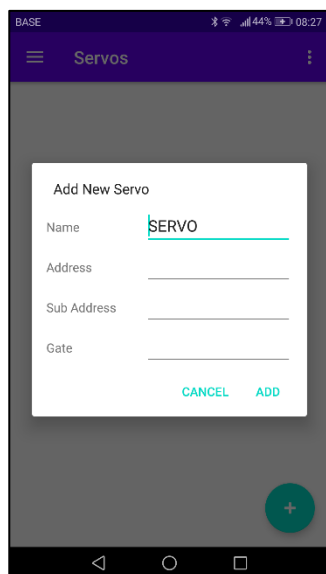 BASE 44% 08:27
Servos
Add New Servo
Name SERVO
Address
Sub Address
Gate
CANCEL ADD